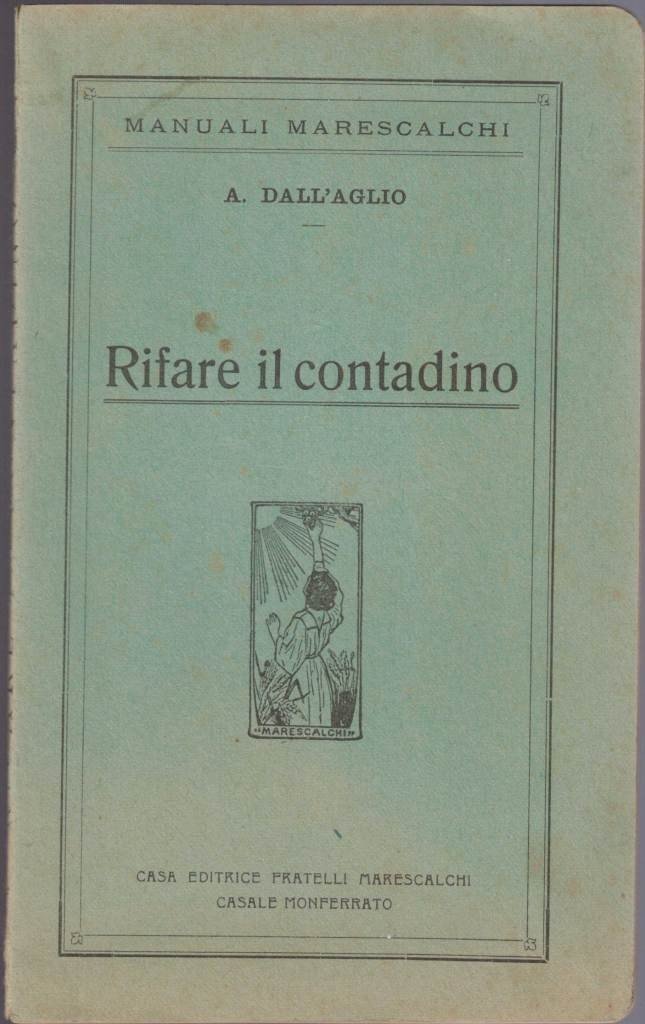 MANUALI MARESCALCHI
A. DALL'AGLIO
Rifare il contadino
"MARESCALCHI"
CASA EDITRICE FRATELLI MARESCALCHI
CASALE MONFERRATO